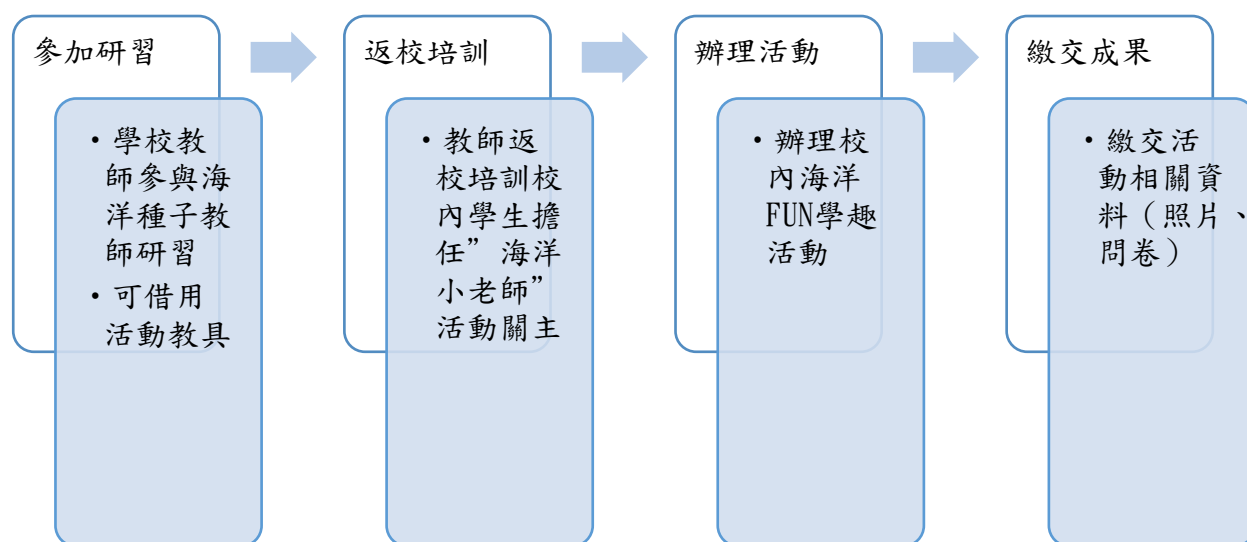 參加研習
・學校教
師參與海
洋種子教
師研習
・可借用
活動教具
返校培訓
・教師返
校培訓校
內學生擔
任”海洋
小老師”
活動關主
辦理活動
・辦理校
內海洋
FUN學趣
活動
繳交成果
・繳交活
動相關資
料（照片、
問卷）